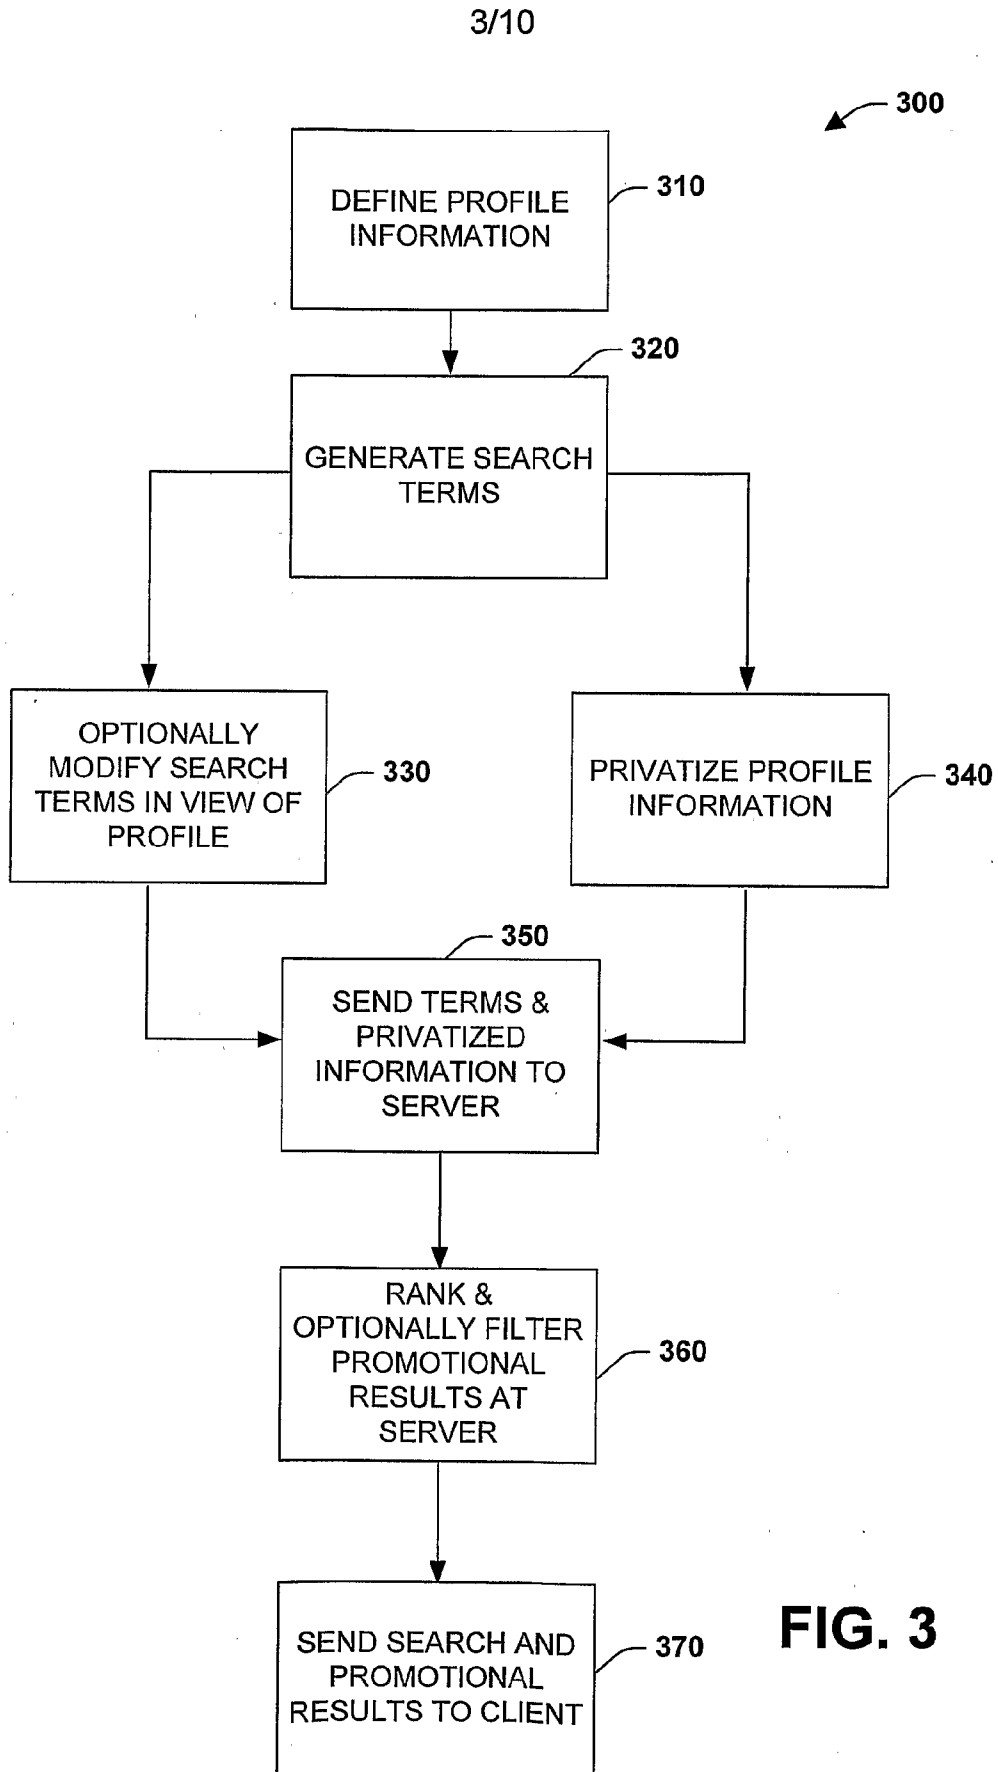 3/10
300
DEFINE PROFILE
INFORMATION
310
320
GENERATE SEARCH
TERMS
OPTIONALLY
MODIFY SEARCH
TERMS IN VIEW OF
PROFILE
330
PRIVATIZE PROFILE
INFORMATION
340
350
SEND TERMS &
PRIVATIZED
INFORMATION TO
SERVER
RANK &
OPTIONALLY FILTER
PROMOTIONAL
RESULTS AT
SERVER
360
SEND SEARCH AND
PROMOTIONAL
RESULTS TO CLIENT
370
FIG. 3